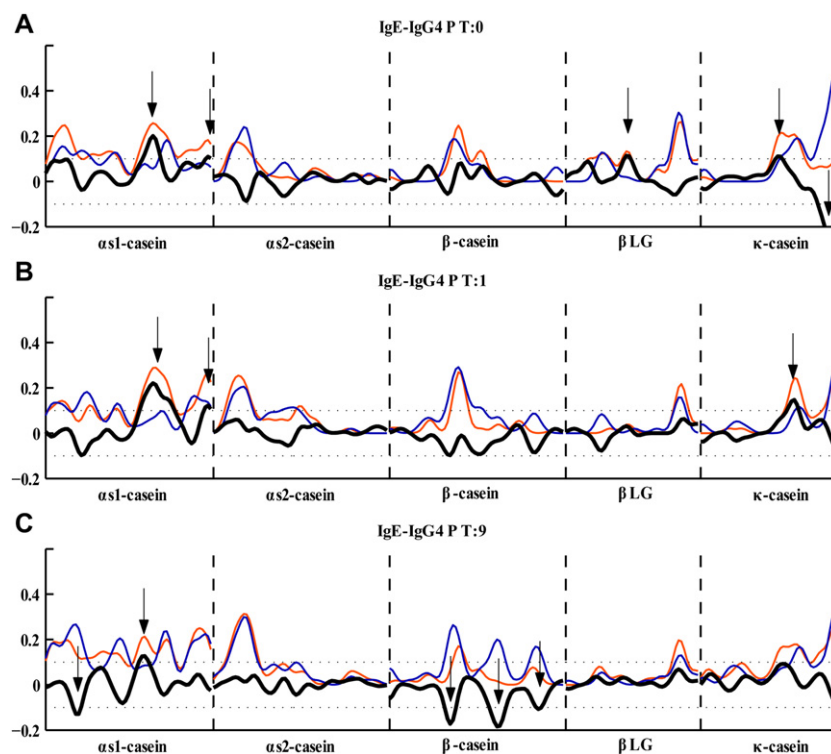 A
IgE-IgG4 P T:0
0.4
0.2
0
−0.2
αs1-casein αs2-casein β-casein βLG κ-casein
B
IgE-IgG4 P T:1
0.4
0.2
0
−0.2
αs1-casein αs2-casein β-casein βLG κ-casein
C
IgE-IgG4 P T:9
0.4
0.2
0
−0.2
αs1-casein αs2-casein β-casein βLG κ-casein